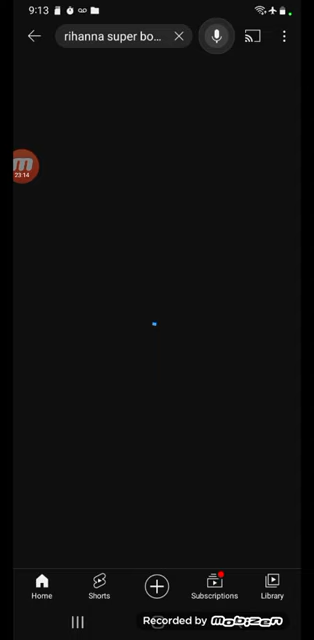 9:13
rihanna super bo...
23:14
Home
Shorts
Subscriptions
Library
Recorded by mobizen